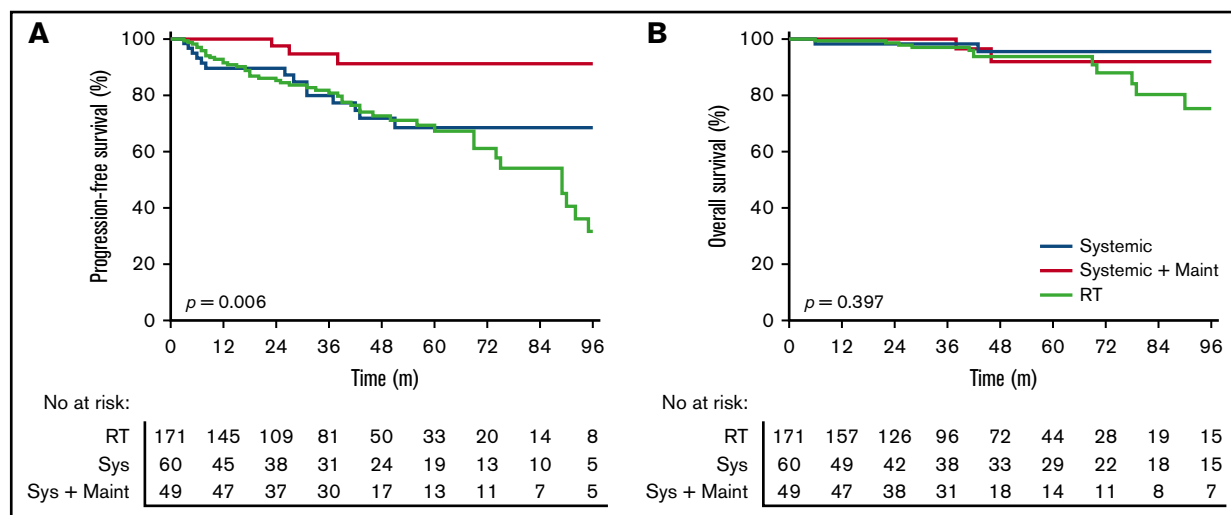 A
100
80
60
40
20
0
Progression-free survival (%)
p = 0.006
0 12 24 36 48 60 72 84 96
Time (m)
No at risk:
RT 171 145 109 81 50 33 20 14 8
Sys 60 45 38 31 24 19 13 10 5
Sys + Maint 49 47 37 30 17 13 11 7 5
B
100
80
60
40
20
0
Overall survival (%)
Systemic
Systemic + Maint
RT
p = 0.397
0 12 24 36 48 60 72 84 96
Time (m)
No at risk:
RT 171 157 126 96 72 44 28 19 15
Sys 60 49 42 38 33 29 22 18 15
Sys + Maint 49 47 38 31 18 14 11 8 7